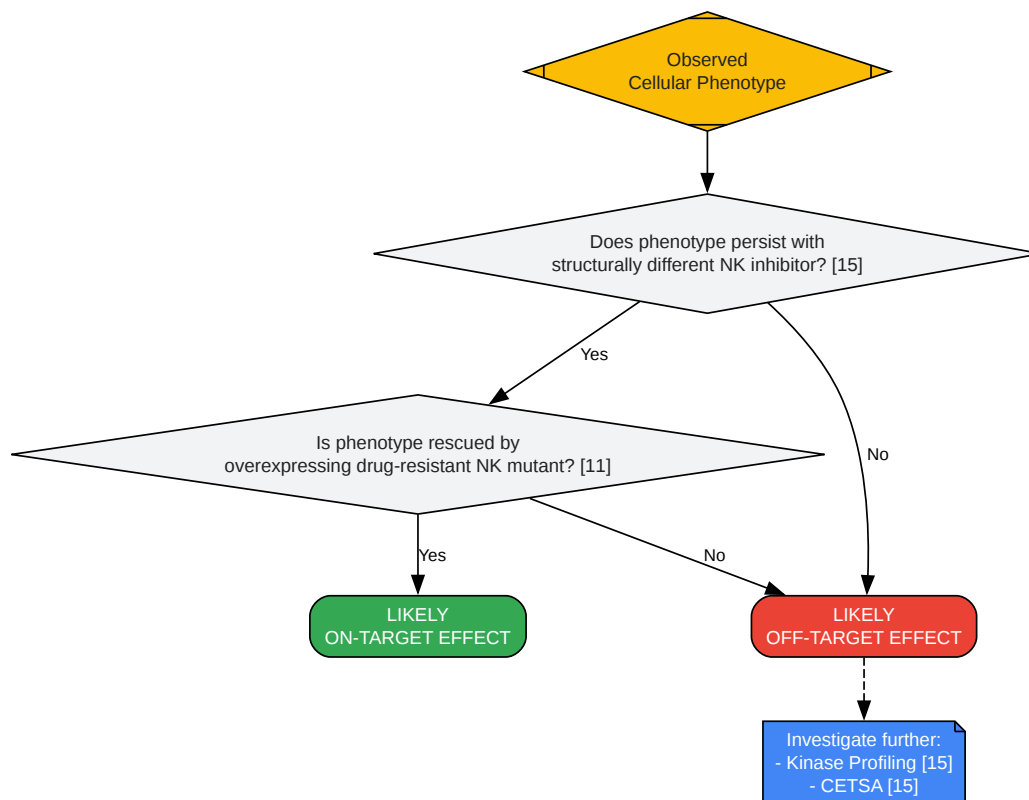 Observed
Cellular Phenotype
Does phenotype persist with
structurally different NK inhibitor? [15]
Yes
Is phenotype rescued by
overexpressing drug-resistant NK mutant? [11]
No
Yes
No
LIKELY
ON-TARGET EFFECT
LIKELY
OFF-TARGET EFFECT
Investigate further:
- Kinase Profiling [15]
- CETSA [15]